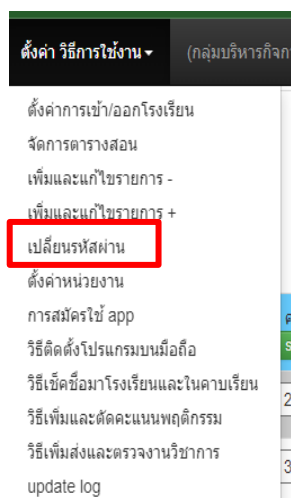 ตั้งค่า วิธีการใช้งาน (กลุ่มบริหารกิจก
ตั้งค่าการเข้า/ออกโรงเรียน
จัดการตารางสอน
เพิ่มและแก้ไขรายการ -
เพิ่มและแก้ไขรายการ +
เปลี่ยนรหัสผ่าน
ตั้งค่าหน่วยงาน
การสมัครใช้ app
วิธีติดตั้งโปรแกรมบนมือถือ
วิธีเช็คชื่อมาโรงเรียนและในคาบเรียน
2
วิธีเพิ่มและตัดคะแนนพฤติกรรม
วิธีเพิ่มส่งและตรวจงานวิชาการ
3
update log